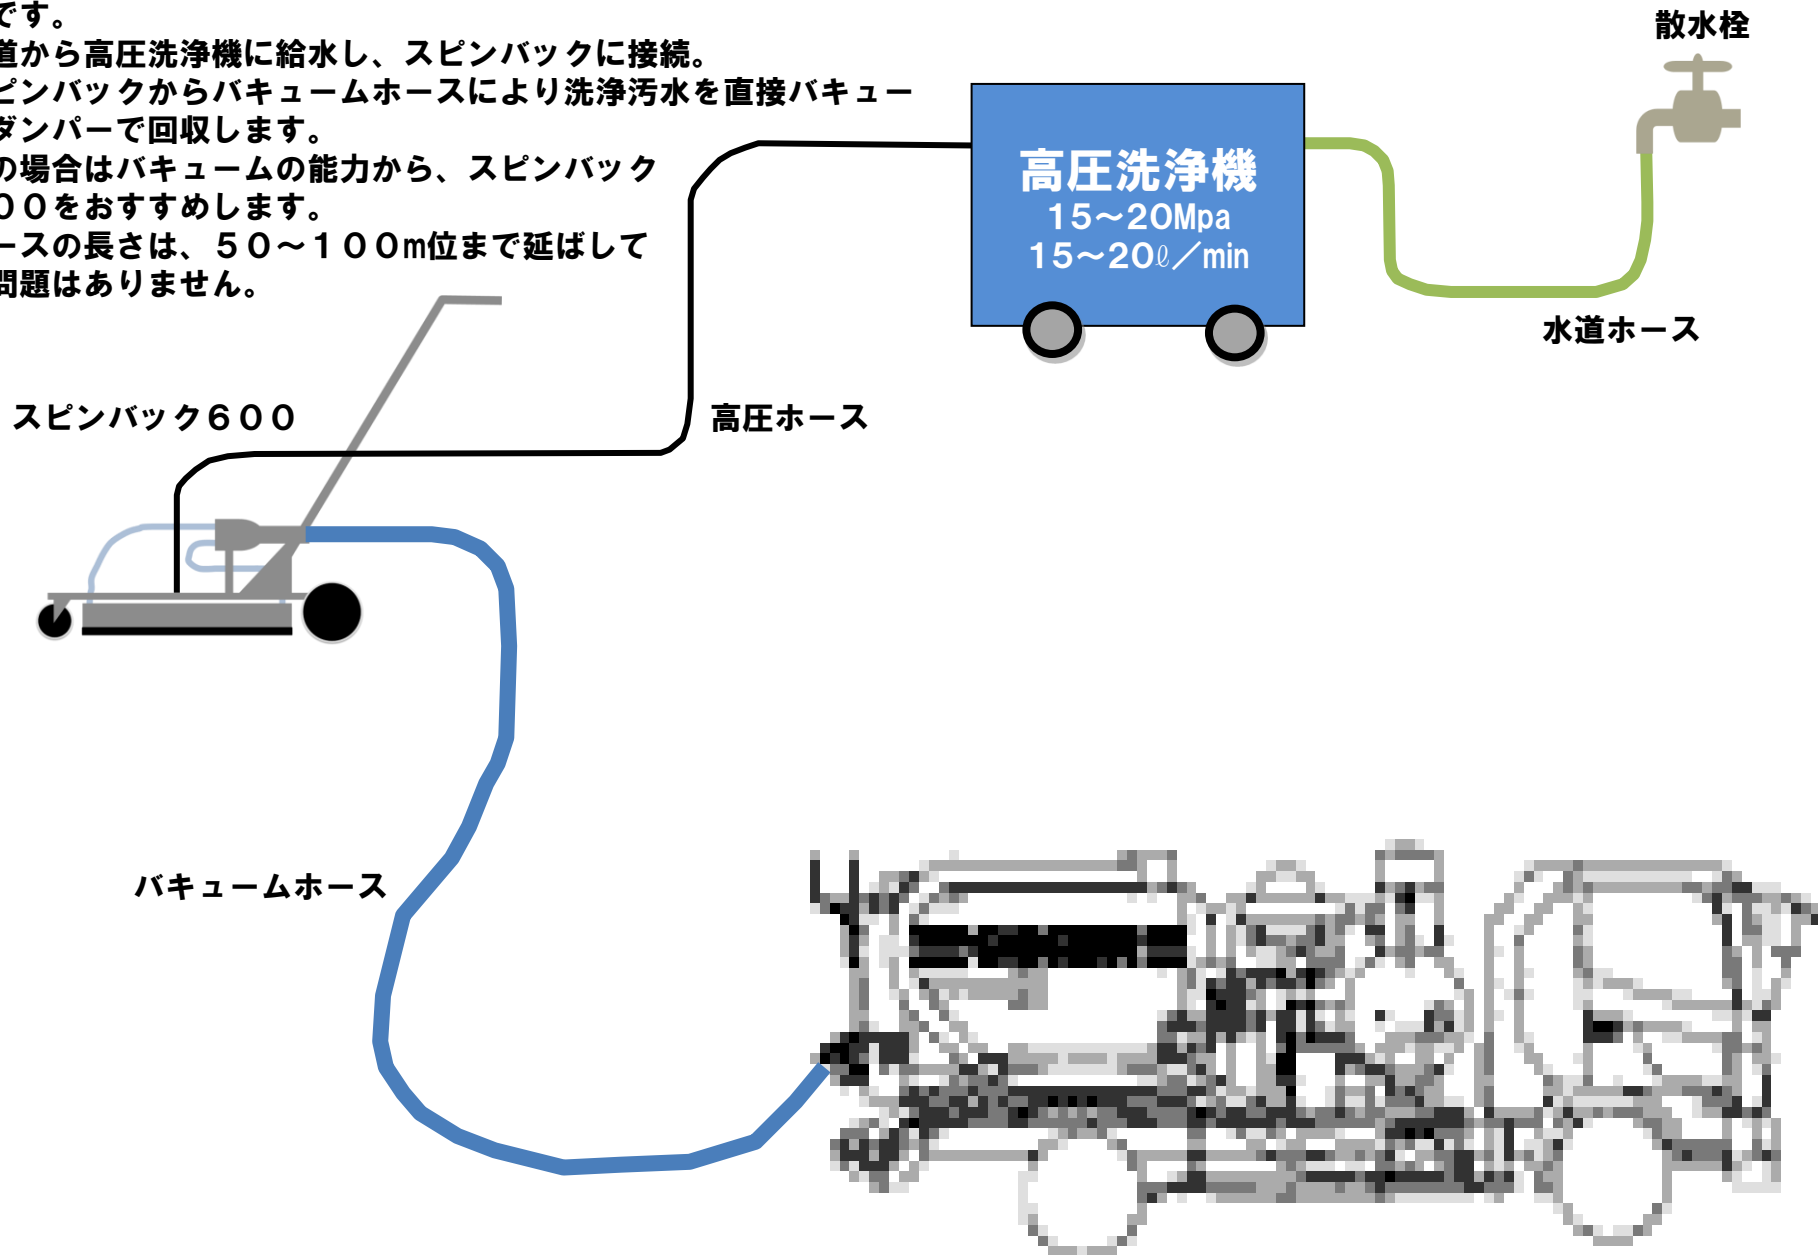 です。
道から高圧洗浄機に給水し、スピンバックに接続。
ピンバックからバキュームホースにより洗浄汚水を直接バキュー
ダンパーで回収します。
の場合はバキュームの能力から、スピンバック
００をおすすめします。
ースの長さは、５０～１００m位まで延ばして
問題はありません。
散水栓
高圧洗浄機
15～20Mpa
15～20ℓ／min
水道ホース
スピンバック６００
高圧ホース
バキュームホース